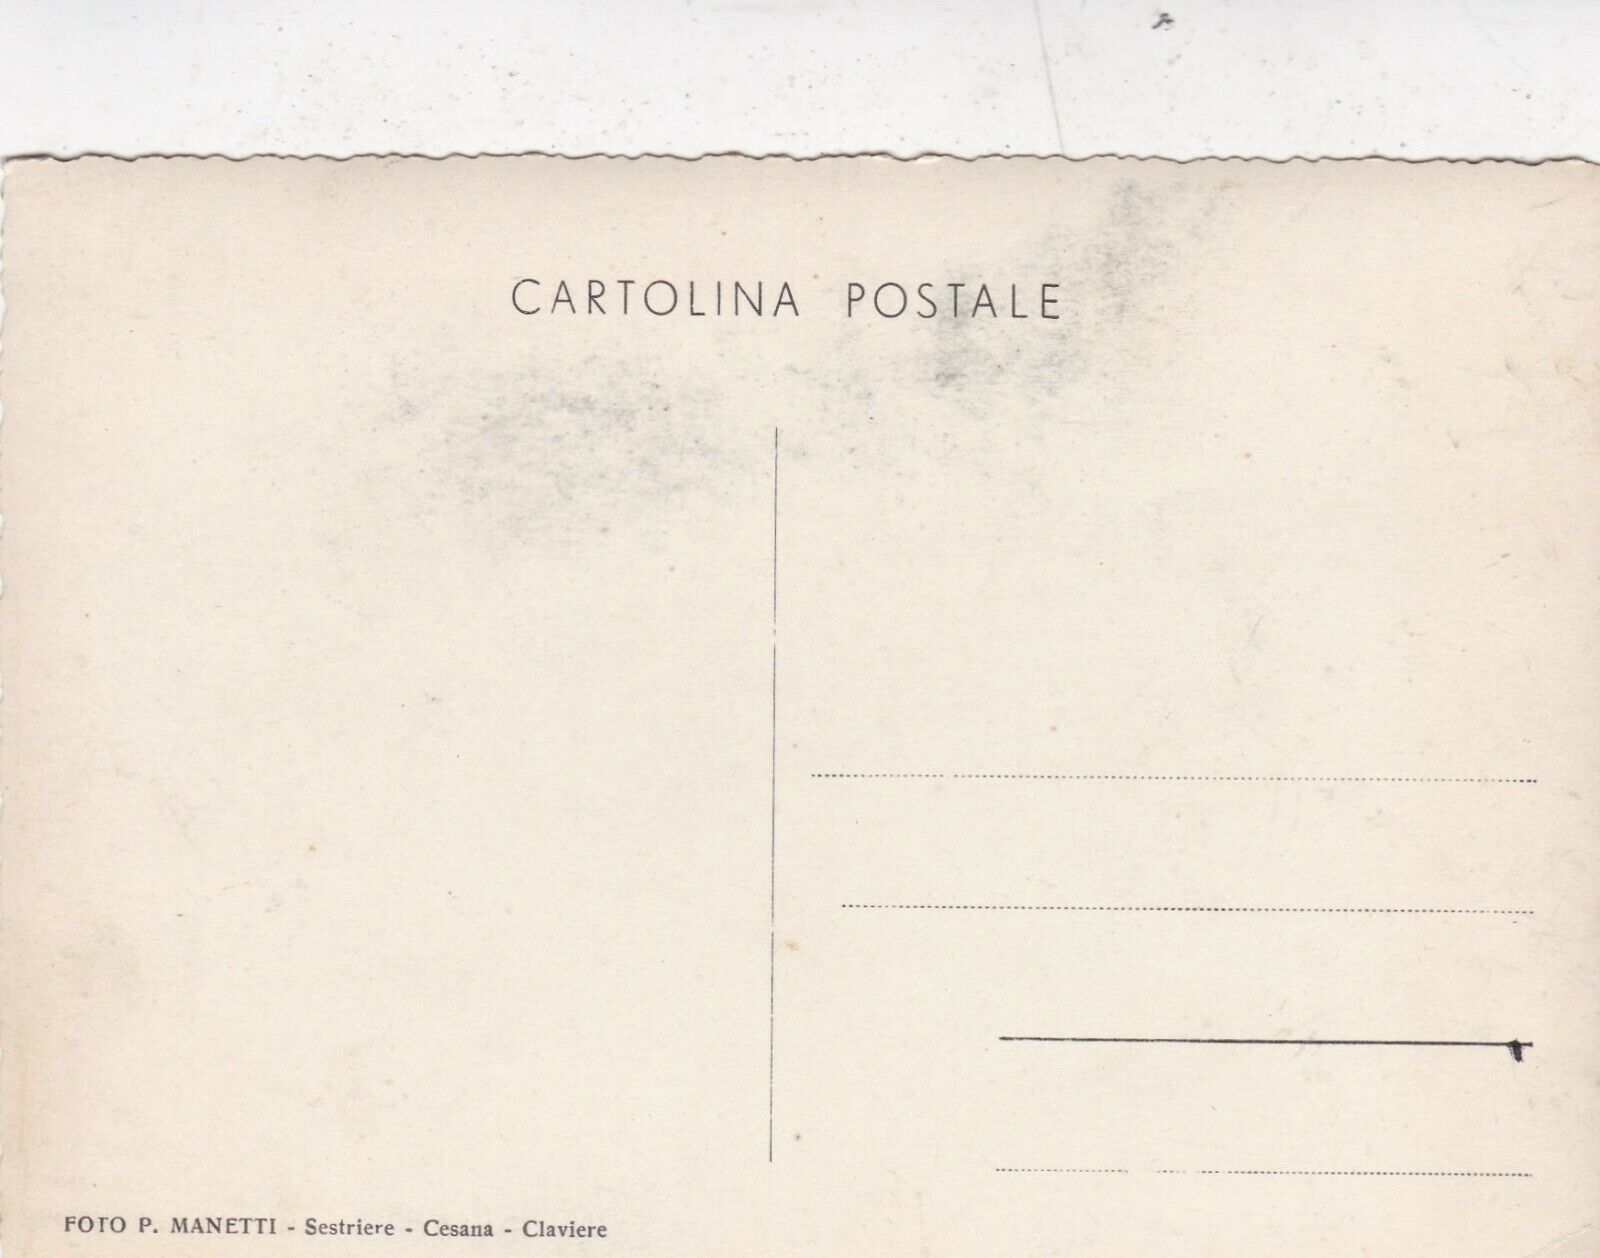 CARTOLINA POSTALE
FOTO P. MANETTI - Sestriere - Cesana - Claviere